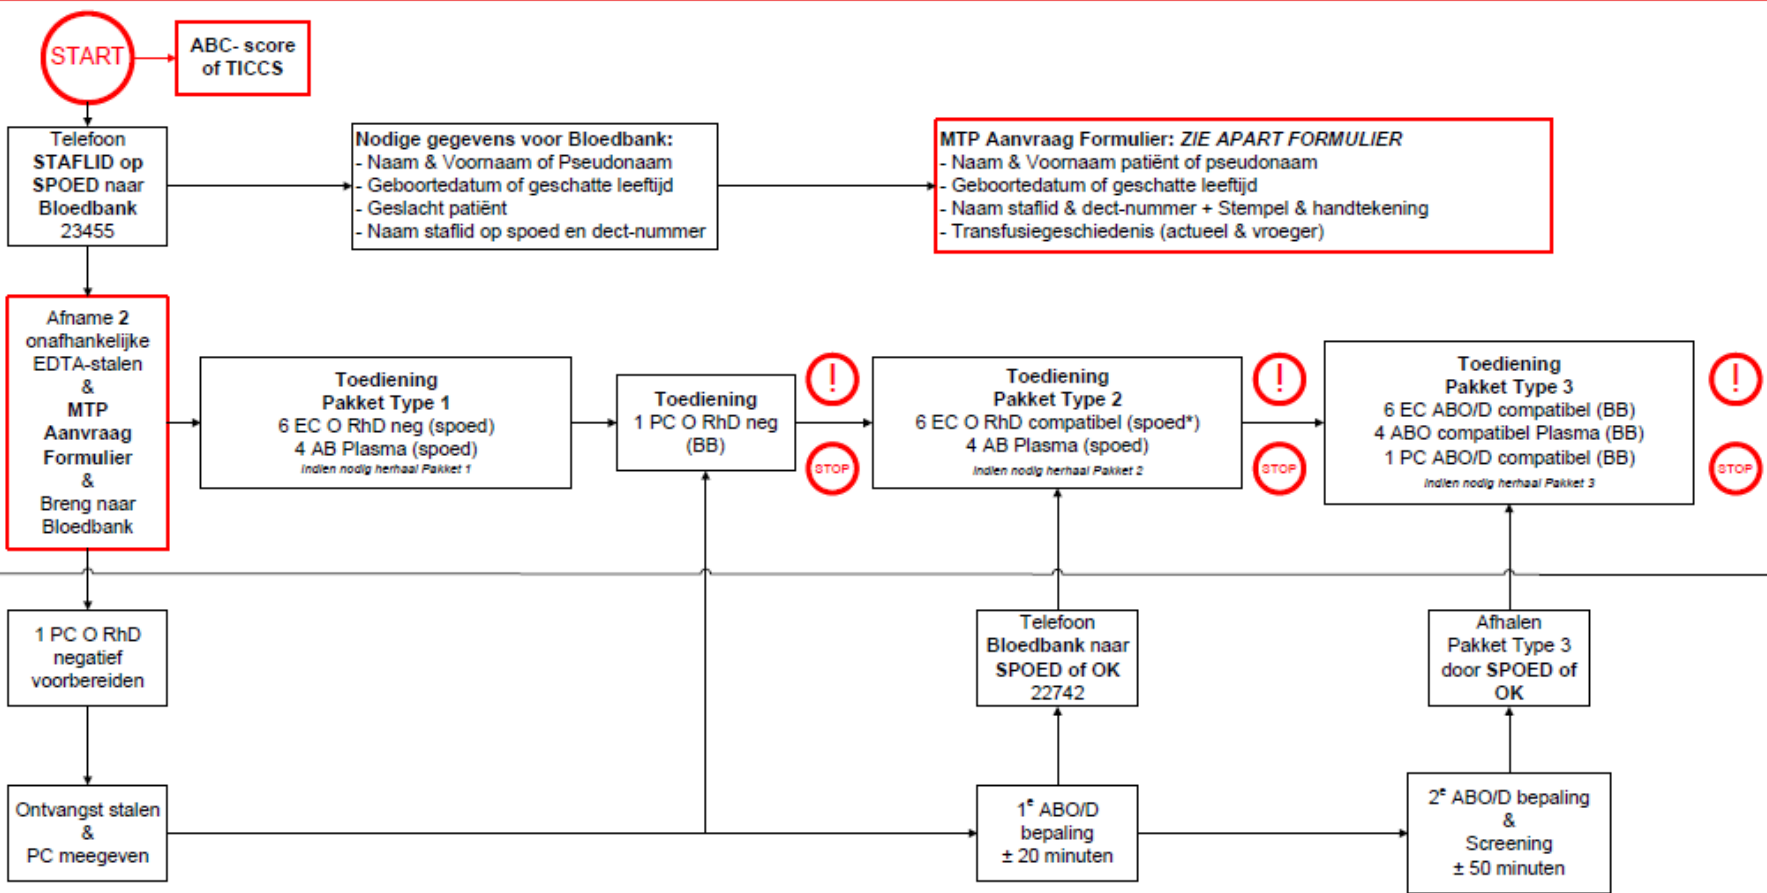 START
ABC- score
of TICCS
Telefoon
STAFLID op
SPOED naar
Bloedbank
23455
Nodige gegevens voor Bloedbank:
- Naam & Voornaam of Pseudonaam
- Geboortedatum of geschatte leeftijd
- Geslacht patiënt
- Naam staflid op spoed en dect-nummer
MTP Aanvraag Formulier: ZIE APART FORMULIER
- Naam & Voornaam patiënt of pseudonaam
- Geboortedatum of geschatte leeftijd
- Naam staflid & dect-nummer + Stempel & handtekening
- Transfusiegeschiedenis (actueel & vroeger)
Afname 2
onafhankelijke
EDTA-stalen
&
MTP
Aanvraag
Formulier
&
Breng naar
Bloedbank
Toediening
Pakket Type 1
6 EC O RhD neg (spoed)
4 AB Plasma (spoed)
Indien nodig herhaal Pakket 1
Toediening
1 PC O RhD neg
(BB)
!
STOP
Toediening
Pakket Type 2
6 EC O RhD compatibel (spoed*)
4 AB Plasma (spoed)
Indien nodig herhaal Pakket 2
!
STOP
Toediening
Pakket Type 3
6 EC ABO/D compatibel (BB)
4 ABO compatibel Plasma (BB)
1 PC ABO/D compatibel (BB)
Indien nodig herhaal Pakket 3
!
STOP
1 PC O RhD
negatief
voorbereiden
Telefoon
Bloedbank naar
SPOED of OK
22742
Afhalen
Pakket Type 3
door SPOED of
OK
Ontvangst stalen
&
PC meegeven
1e ABO/D
bepaling
± 20 minuten
2e ABO/D bepaling
&
Screening
± 50 minuten